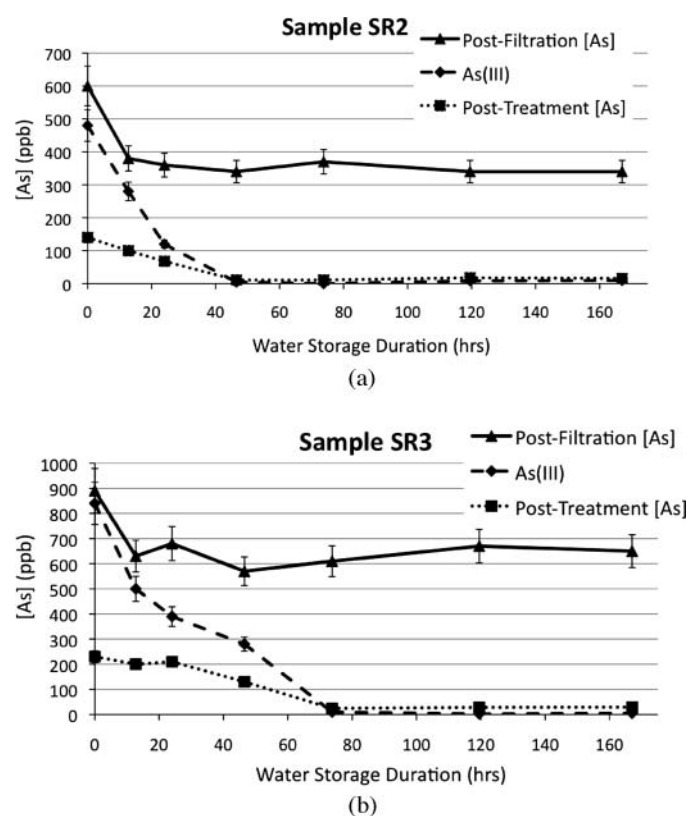 Sample SR2
Post-Filtration [As]
As(III)
Post-Treatment [As]
700
600
500
400
300
200
100
0
[As] (ppb)
0 20 40 60 80 100 120 140 160
Water Storage Duration (hrs)
(a)
Sample SR3
Post-Filtration [As]
As(III)
Post-Treatment [As]
1000
900
800
700
600
500
400
300
200
100
0
[As] (ppb)
0 20 40 60 80 100 120 140 160
Water Storage Duration (hrs)
(b)